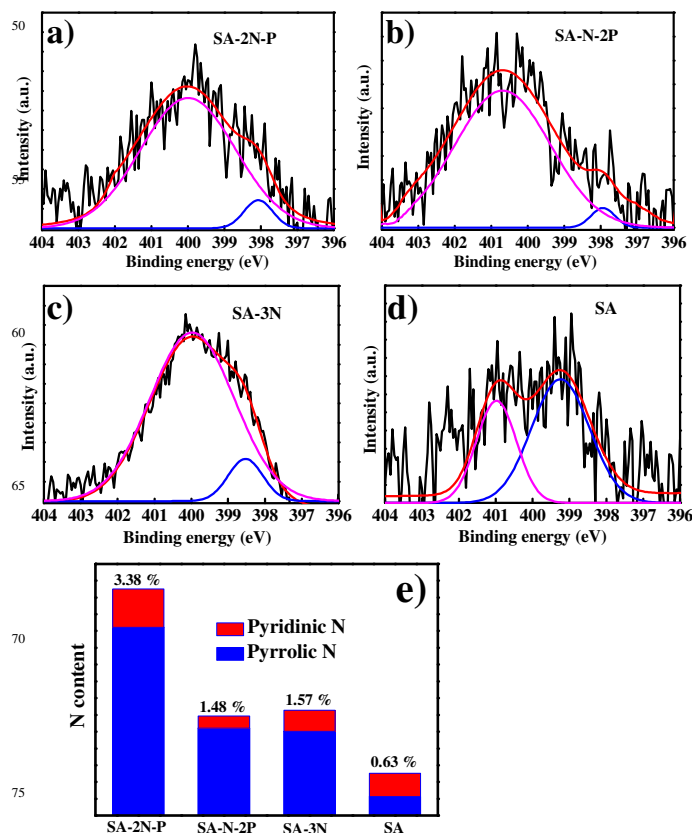 50
a)
SA-2N-P
b)
SA-N-2P
Intensity (a.u.)
Intensity (a.u.)
55
404 403 402 401 400 399 398 397 396
404 403 402 401 400 399 398 397 396
Binding energy (eV)
Binding energy (eV)
c)
SA-3N
d)
SA
60
Intensity (a.u.)
Intensity (a.u.)
65
404 403 402 401 400 399 398 397 396
404 403 402 401 400 399 398 397 396
Binding energy (eV)
Binding energy (eV)
3.38 %
e)
70
Pyridinic N
Pyrrolic N
N content
1.48 %
1.57 %
0.63 %
75
SA-2N-P
SA-N-2P
SA-3N
SA